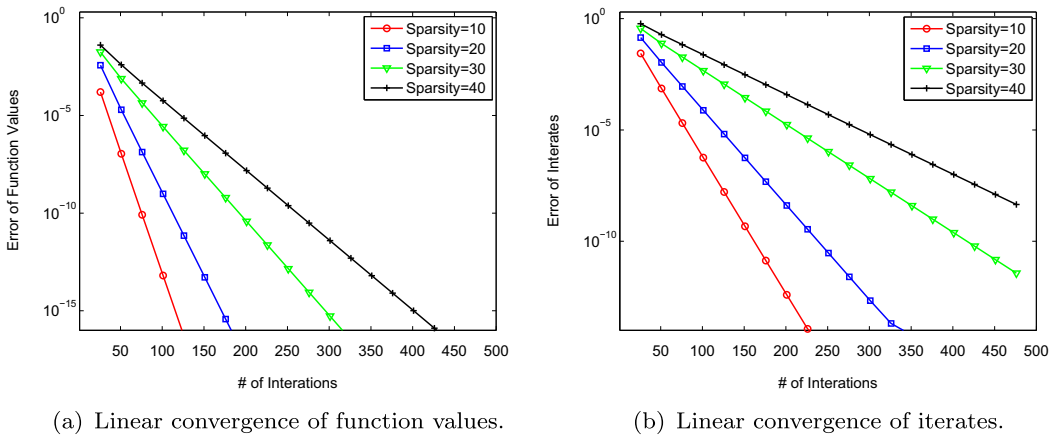 10^0
10^-5
10^-10
10^-15
Error of Function Values
50 100 150 200 250 300 350 400 450 500
# of Interations
Sparsity=10
Sparsity=20
Sparsity=30
Sparsity=40
(a) Linear convergence of function values.
10^0
10^-5
10^-10
Error of Iterates
50 100 150 200 250 300 350 400 450 500
# of Interations
Sparsity=10
Sparsity=20
Sparsity=30
Sparsity=40
(b) Linear convergence of iterates.